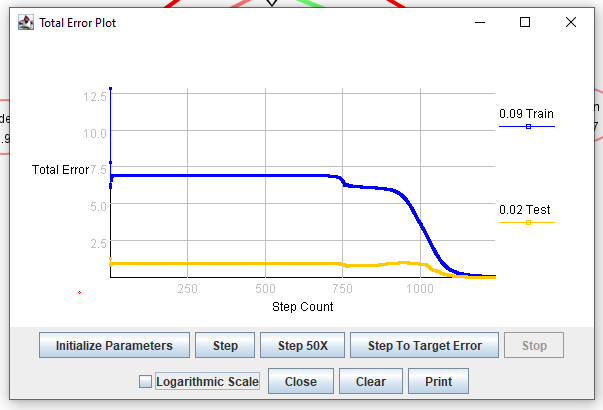 Total Error Plot
12.5
10.0
0.09 Train
Total Error
7.5
5.0
0.02 Test
2.5
250
500
750
1000
Step Count
Initialize Parameters
Step
Step 50X
Step To Target Error
Stop
Logarithmic Scale
Close
Clear
Print